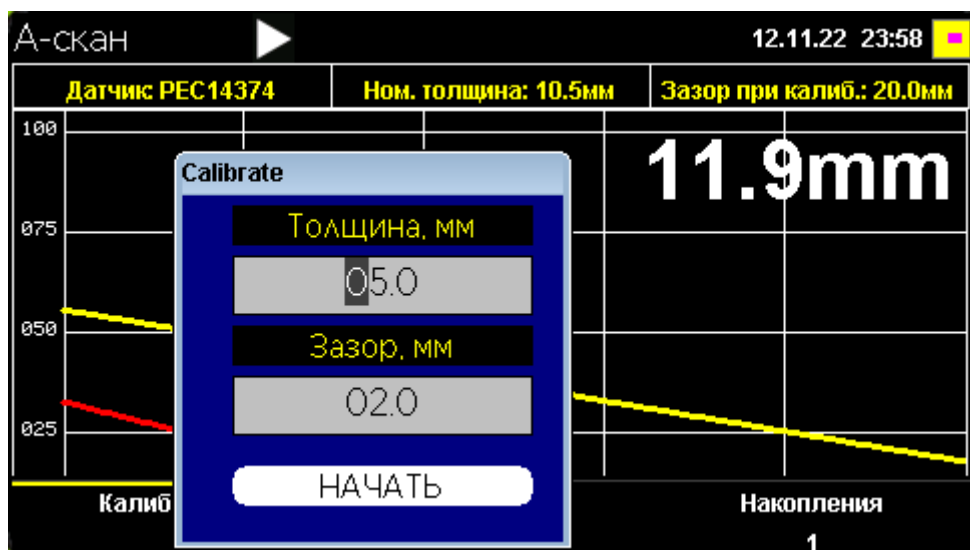 А-скан 12.11.22 23:58
Датчик: PEC14374 Ном. толщина: 10.5мм Зазор при калиб.: 20.0мм
100
11.9mm
Calibrate
Толщина, мм
075
05.0
050
Зазор, мм
02.0
025
НАЧАТЬ
Калиб Накопления
1